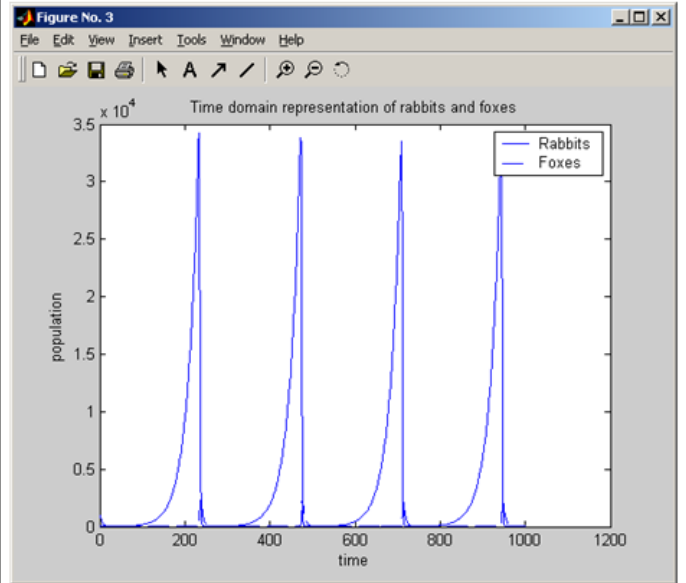 Figure No. 3
File Edit View Insert Tools Window Help
A
x 10^4
Time domain representation of rabbits and foxes
3.5
3
2.5
2
1.5
1
0.5
0
population
Rabbits
Foxes
0 200 400 600 800 1000 1200
time